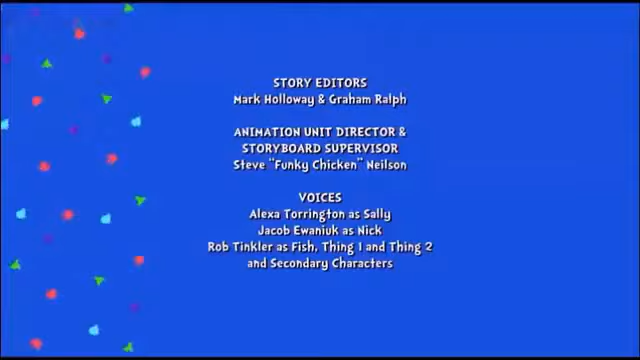 STORY EDITORS
Mark Holloway & Graham Ralph
ANIMATION UNIT DIRECTOR &
STORYBOARD SUPERVISOR
Steve "Funky Chicken" Neilson
VOICES
Alexa Torrington as Sally
Jacob Ewaniuk as Nick
Rob Tinkler as Fish, Thing 1 and Thing 2
and Secondary Characters